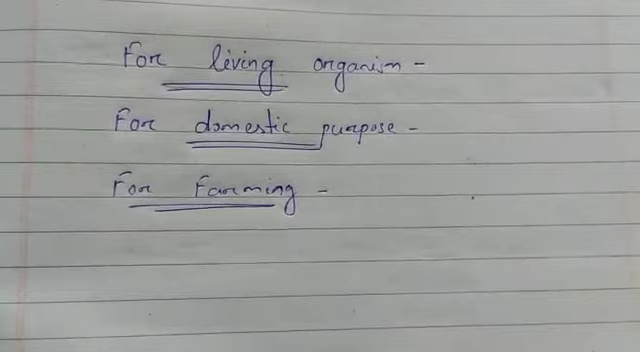 For living organism -
For domestic purpose -
For Farming -